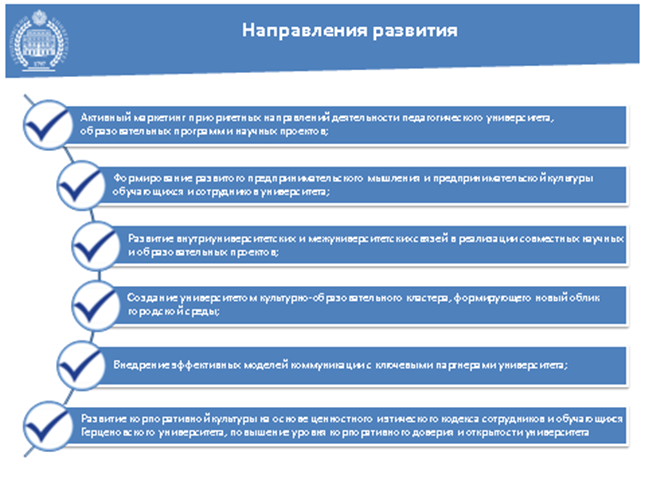 Направления развития
1797
Активный маркетинг приоритетных направлений деятельности педагогического университета,
образовательных программ и научных проектов;
Формирование развитого предпринимательского мышления и предпринимательской культуры
обучающихся и сотрудников университета;
Развитие внутриуниверситетских и межуниверситетских связей в реализации совместных научных
и образовательных проектов;
Создание университетом культурно-образовательного кластера, формирующего новый облик
городской среды;
Внедрение эффективных моделей коммуникации с ключевыми партнерами университета;
Развитие корпоративной культуры на основе ценностного и этического кодекса сотрудников и обучающихся
Герценовского университета, повышение уровня корпоративного доверия и открытости университета